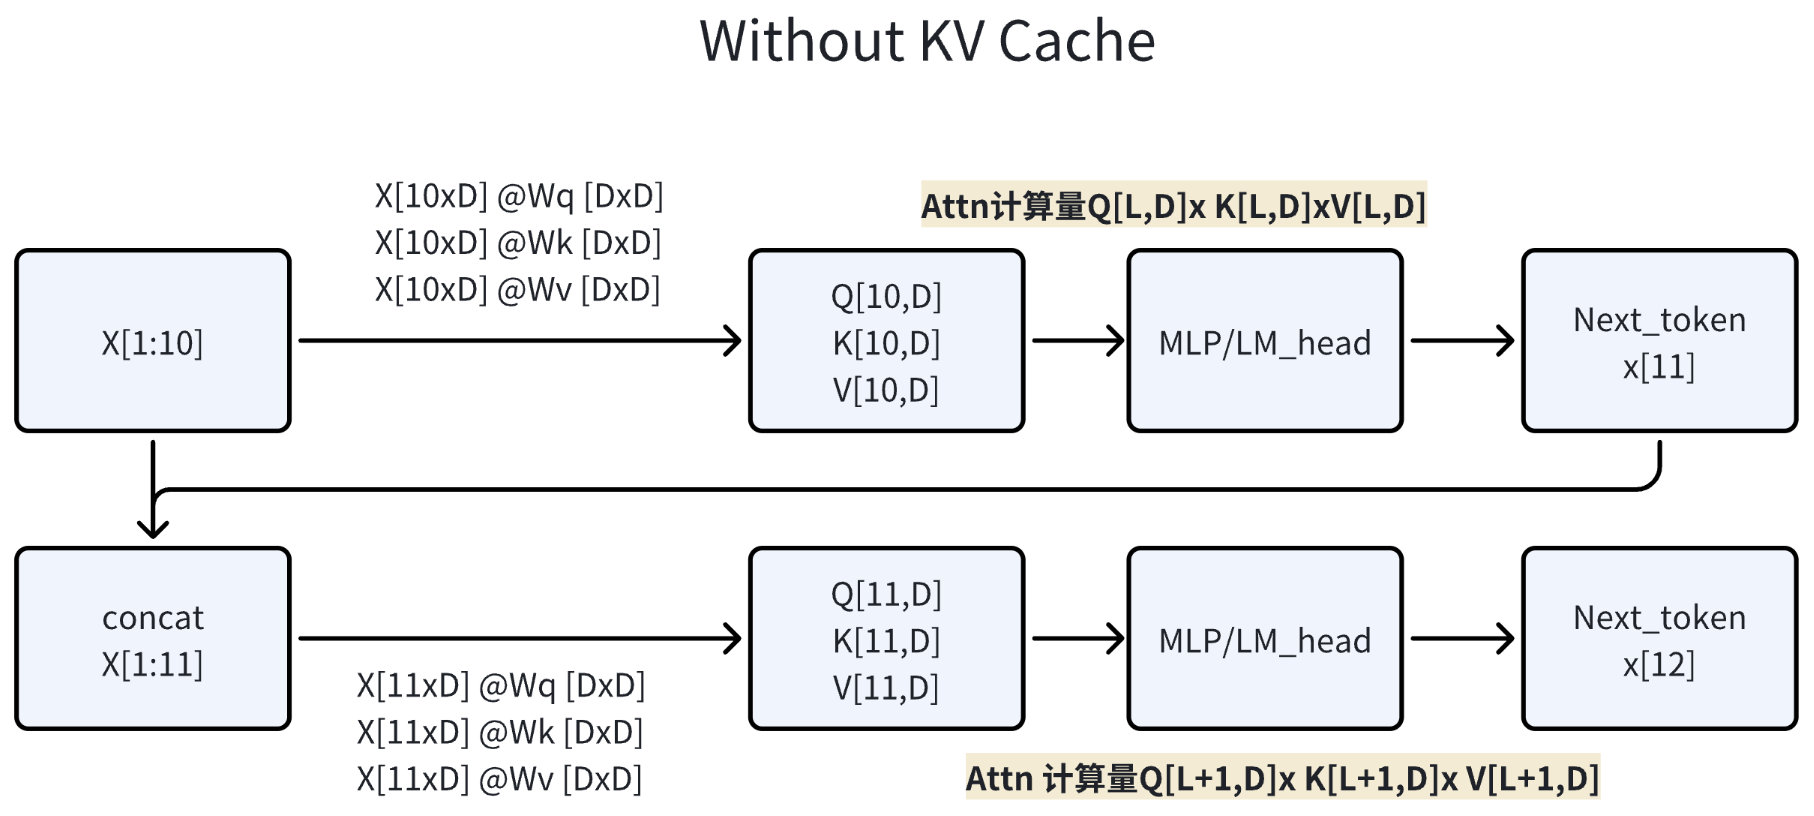 Without KV Cache
X[10xD] @Wq [DxD]
X[10xD] @Wk [DxD]
X[10xD] @Wv [DxD]
Attn计算量Q[L,D]x K[L,D]xV[L,D]
X[1:10]
Q[10,D]
K[10,D]
V[10,D]
MLP/LM_head
Next_token
x[11]
concat
X[1:11]
X[11xD] @Wq [DxD]
X[11xD] @Wk [DxD]
X[11xD] @Wv [DxD]
Q[11,D]
K[11,D]
V[11,D]
MLP/LM_head
Next_token
x[12]
Attn 计算量Q[L+1,D]x K[L+1,D]x V[L+1,D]